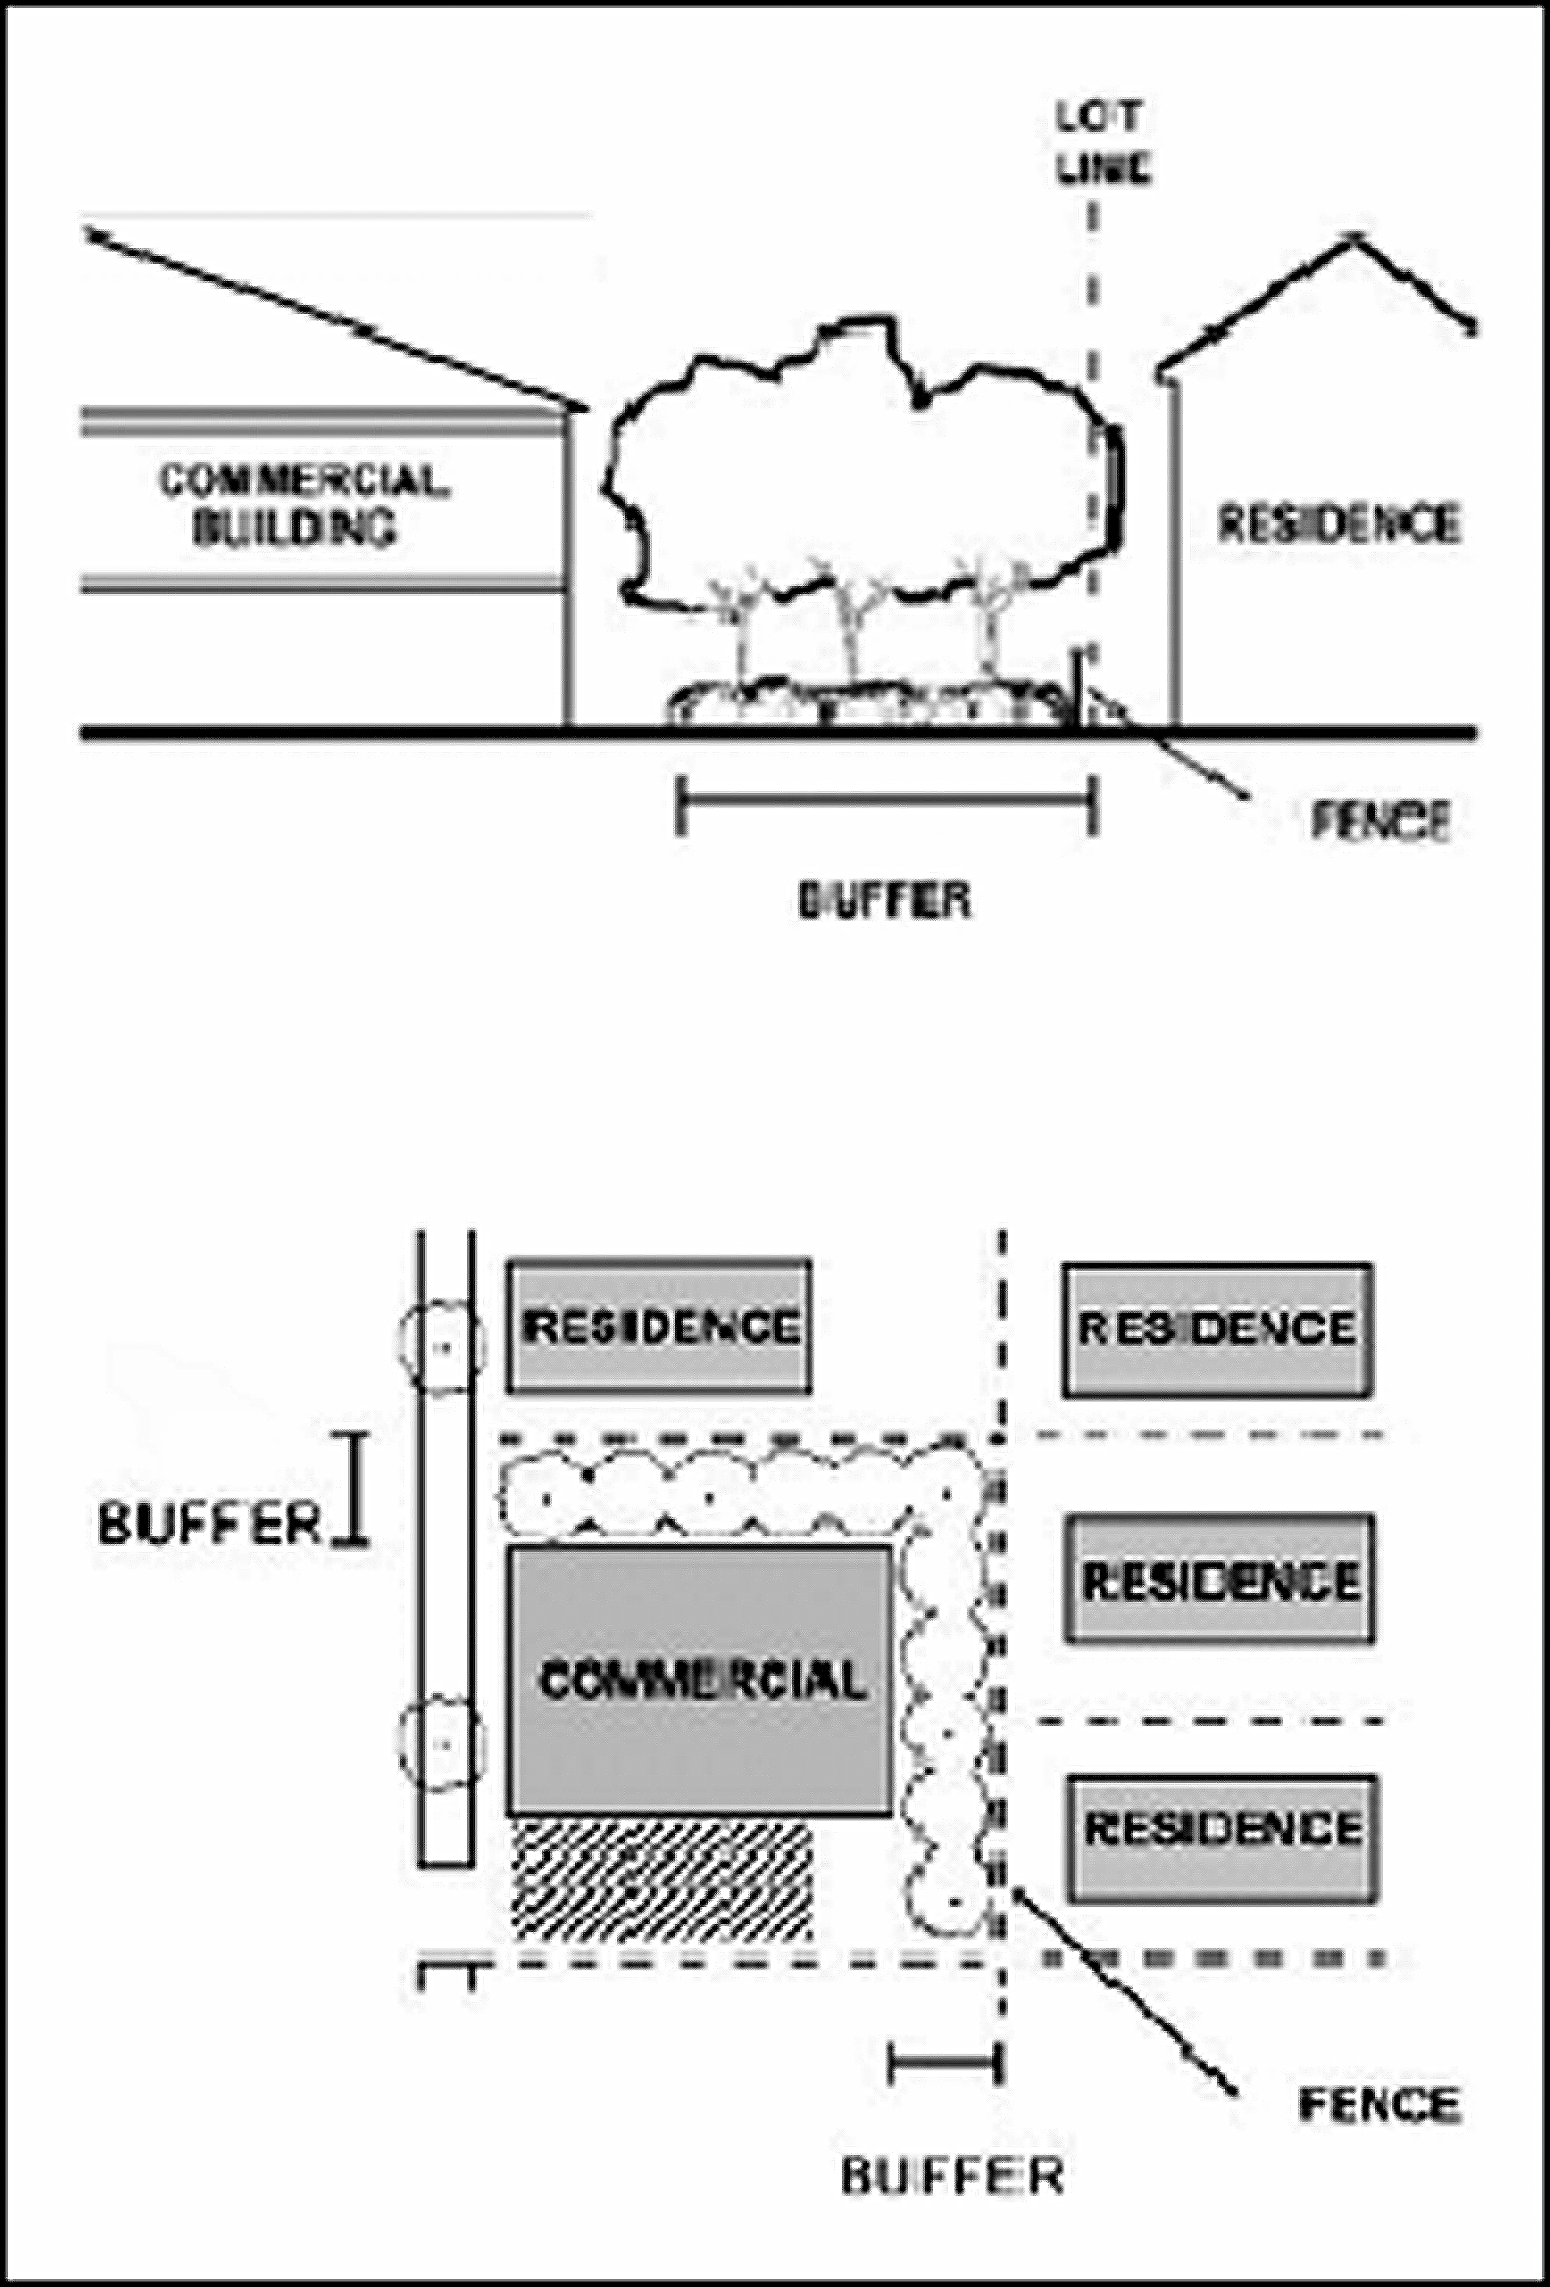 LOT
LINE
COMMERCIAL
BUILDING
RESIDENCE
FENCE
BUFFER
RESIDENCE
RESIDENCE
BUFFER
RESIDENCE
COMMERCIAL
RESIDENCE
FENCE
BUFFER